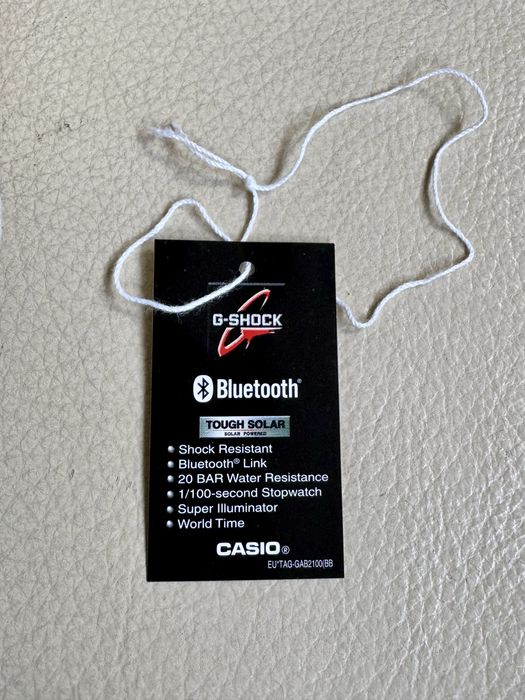 G-SHOCK
Bluetooth®
TOUGH SOLAR
SOLAR POWERED
• Shock Resistant
• Bluetooth® Link
• 20 BAR Water Resistance
• 1/100-second Stopwatch
• Super Illuminator
• World Time
CASIO®
EU*TAG-GAB2100(BB